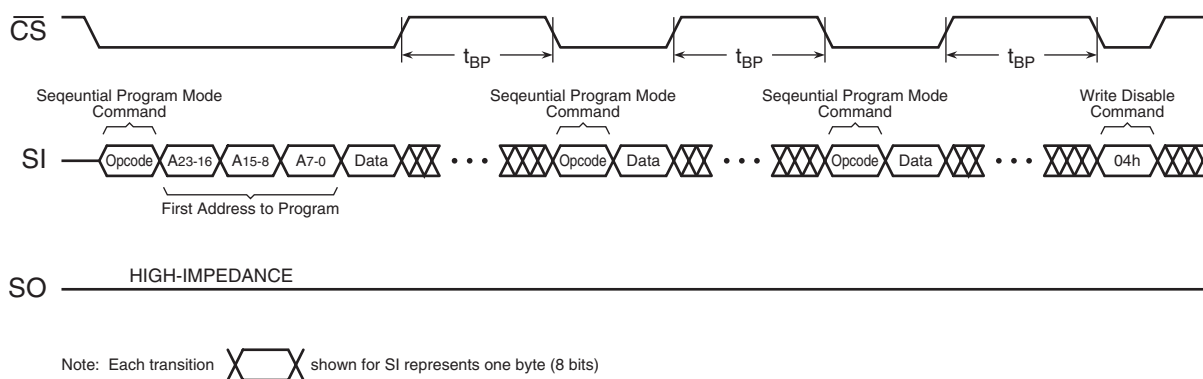 CS
tBP tBP tBP
Seqeuntial Program Mode
Command
Seqeuntial Program Mode
Command
Seqeuntial Program Mode
Command
Write Disable
Command
SI Opcode A23-16 A15-8 A7-0 Data • • • Opcode Data • • • Opcode Data • • • 04h
First Address to Program
SO HIGH-IMPEDANCE
Note: Each transition shown for SI represents one byte (8 bits)